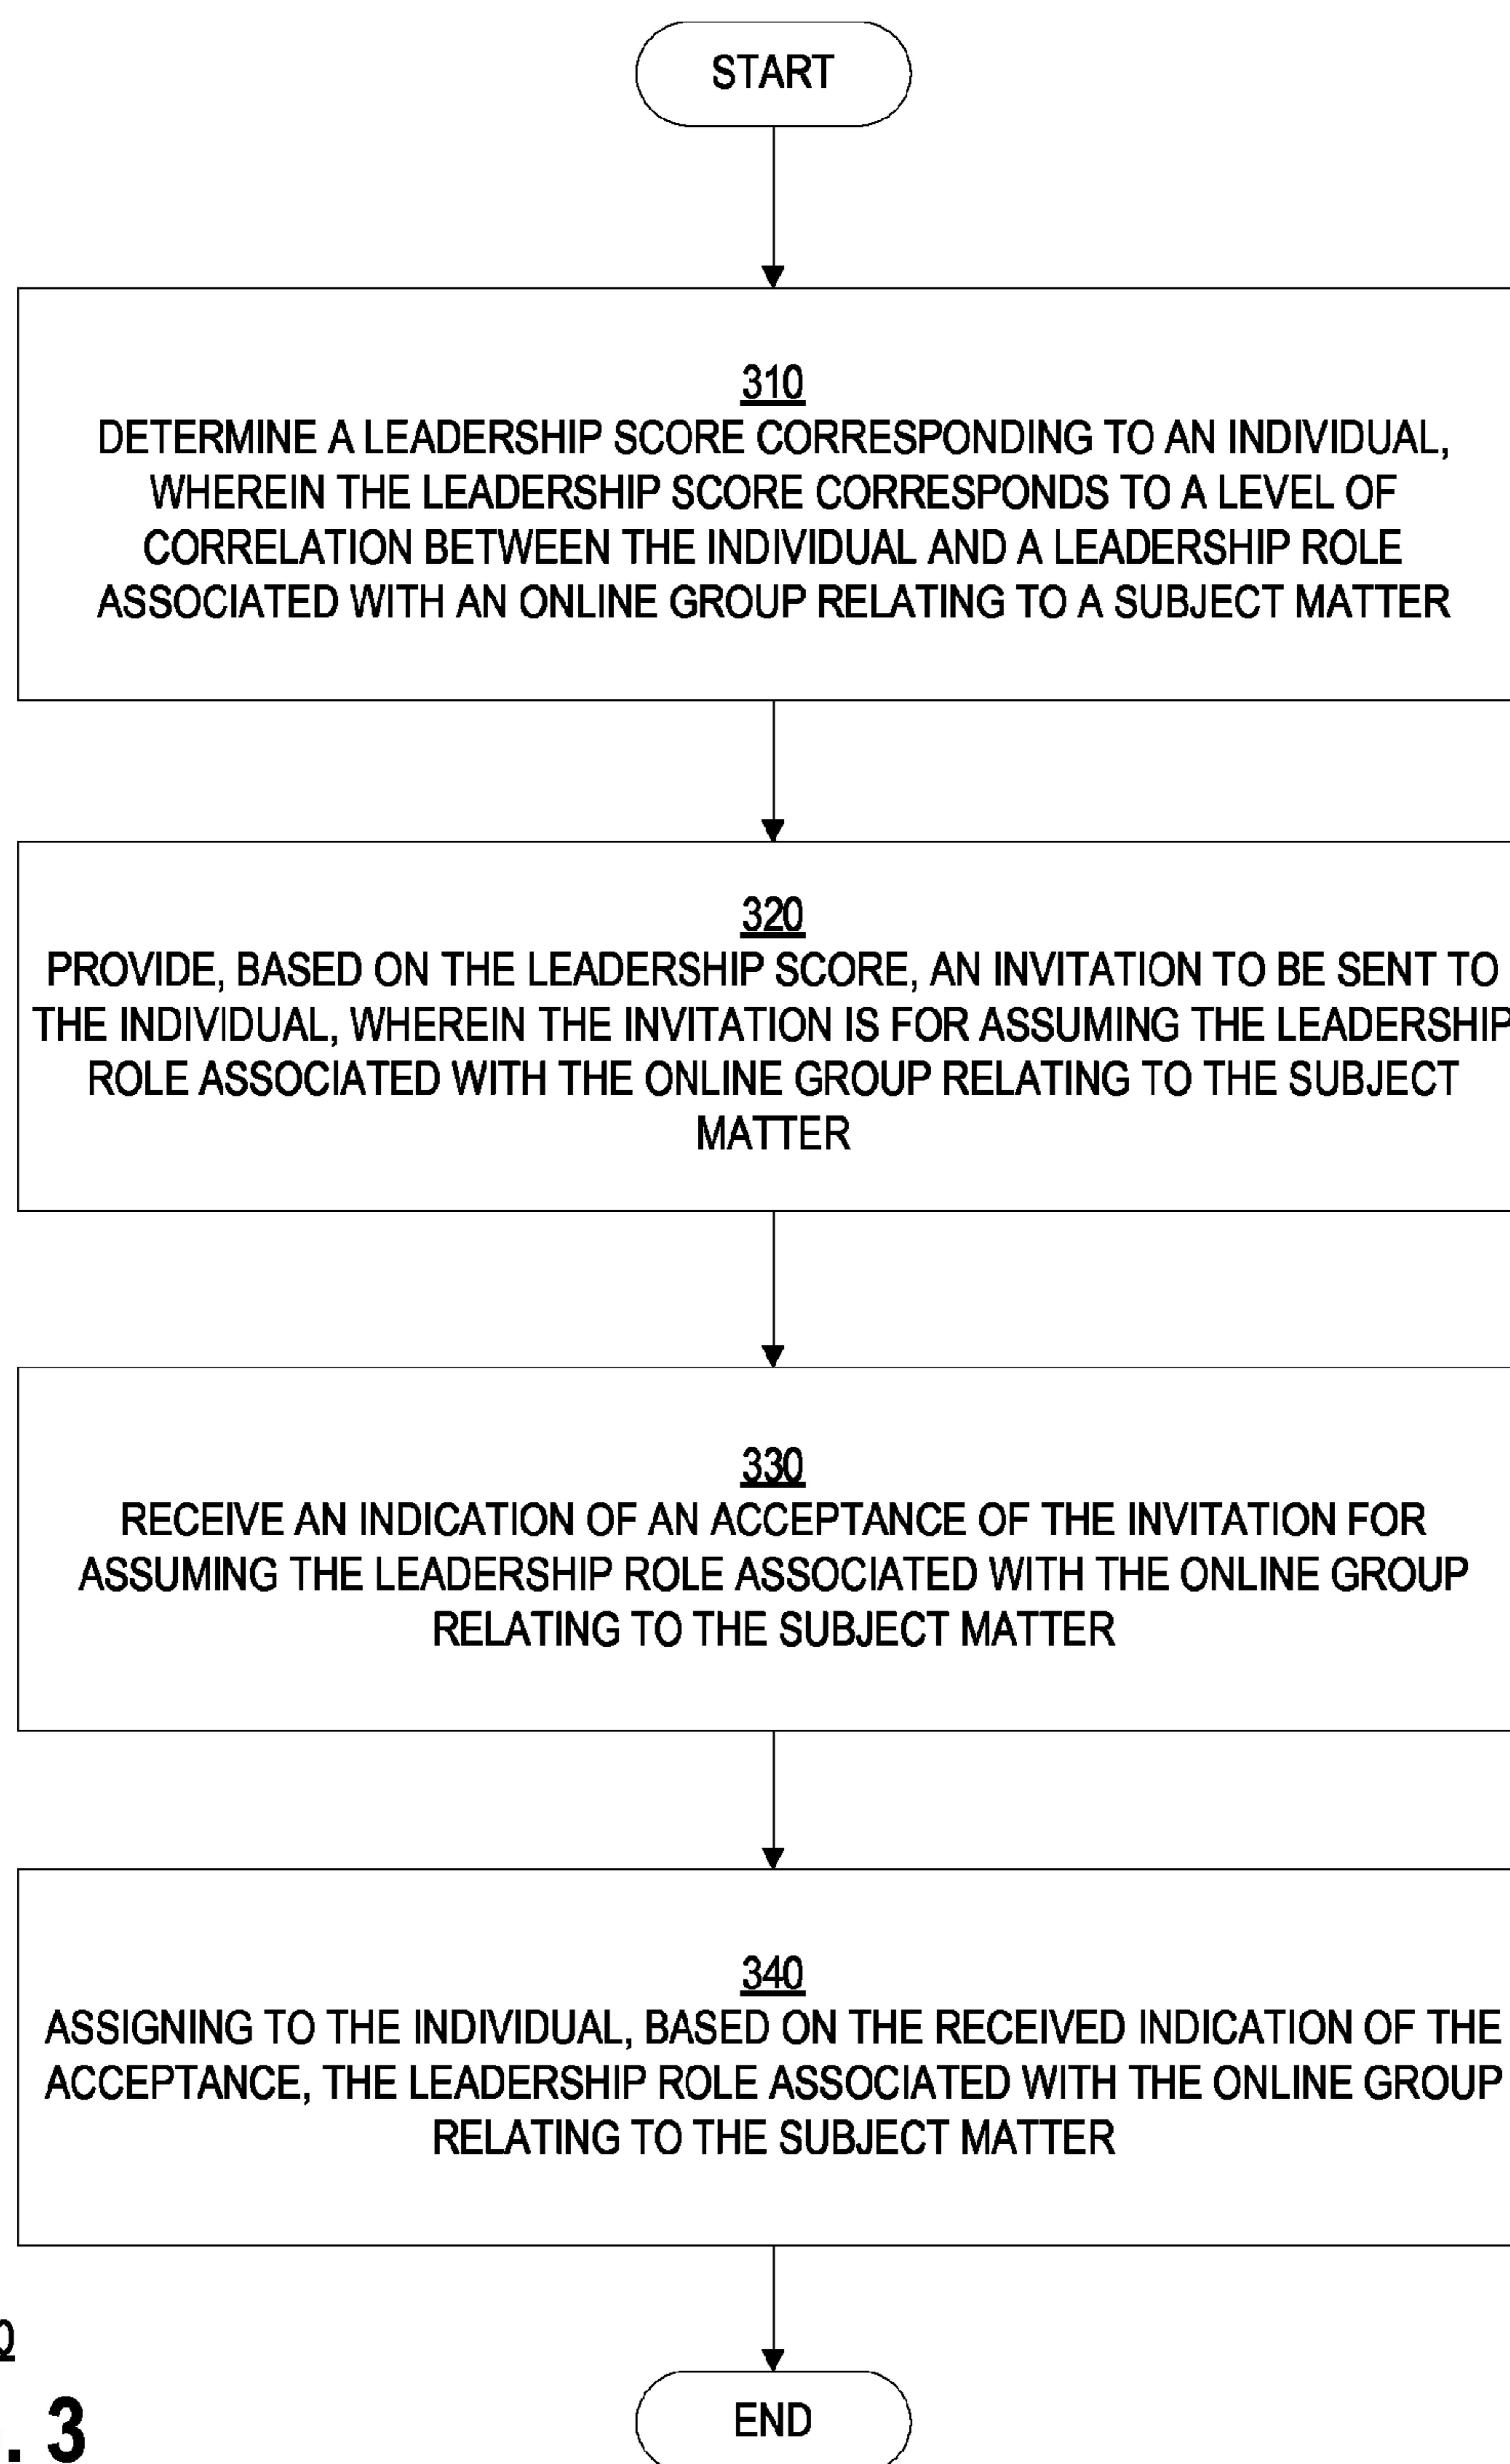 START
310
DETERMINE A LEADERSHIP SCORE CORRESPONDING TO AN INDIVIDUAL,
WHEREIN THE LEADERSHIP SCORE CORRESPONDS TO A LEVEL OF
CORRELATION BETWEEN THE INDIVIDUAL AND A LEADERSHIP ROLE
ASSOCIATED WITH AN ONLINE GROUP RELATING TO A SUBJECT MATTER
320
PROVIDE, BASED ON THE LEADERSHIP SCORE, AN INVITATION TO BE SENT TO
THE INDIVIDUAL, WHEREIN THE INVITATION IS FOR ASSUMING THE LEADERSHIP
ROLE ASSOCIATED WITH THE ONLINE GROUP RELATING TO THE SUBJECT
MATTER
330
RECEIVE AN INDICATION OF AN ACCEPTANCE OF THE INVITATION FOR
ASSUMING THE LEADERSHIP ROLE ASSOCIATED WITH THE ONLINE GROUP
RELATING TO THE SUBJECT MATTER
340
ASSIGNING TO THE INDIVIDUAL, BASED ON THE RECEIVED INDICATION OF THE
ACCEPTANCE, THE LEADERSHIP ROLE ASSOCIATED WITH THE ONLINE GROUP
RELATING TO THE SUBJECT MATTER
END
. 3